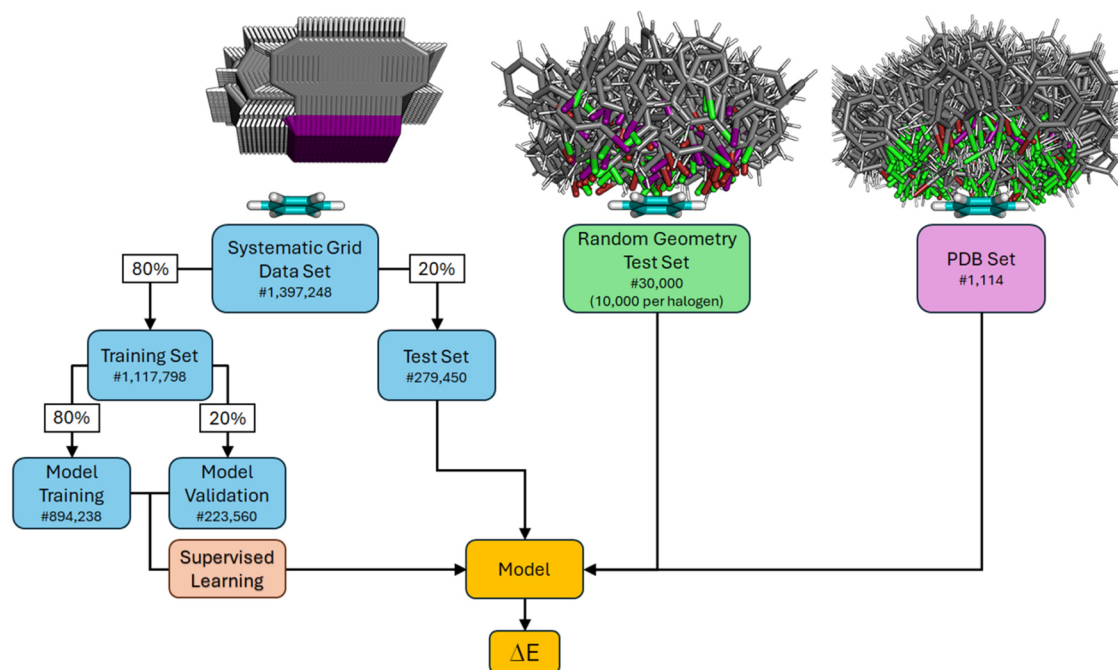 Systematic Grid
Data Set
#1,397,248
80%
20%
Random Geometry
Test Set
#30,000
(10,000 per halogen)
PDB Set
#1,114
Training Set
#1,117,798
Test Set
#279,450
80%
20%
Model
Training
#894,238
Model
Validation
#223,560
Supervised
Learning
Model
ΔE